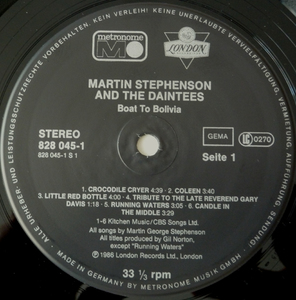 metronome
LONDON
MARTIN STEPHENSON
AND THE DAINTEES
Boat To Bolivia
STEREO
828 045-1
828 045-1 S 1
GEMA
LC 0270
Seite 1
1. CROCODILE CRYER 4:39 · 2. COLEEN 3:40
3. LITTLE RED BOTTLE 4:00 · 4. TRIBUTE TO THE LATE REVEREND GARY
DAVIS 1:18 · 5. RUNNING WATERS 3:05 · 6. CANDLE IN
THE MIDDLE 3:29
1–6 Kitchen Music/CBS Songs Ltd.
All songs by Martin George Stephenson
All titles produced by Gil Norton,
except "Running Waters"
℗ 1986 London Records Ltd., London
33 ⅓ rpm
ALLE URHEBER- UND LEISTUNGSSCHUTZRECHTE VORBEHALTEN. KEIN VERLEIH! KEINE UNERLAUBTE VERVIELFÄLTIGUNG, VERMIETUNG, AUFFÜHRUNG, SENDUNG!
MADE IN GERMANY BY METRONOME MUSIK GMBH